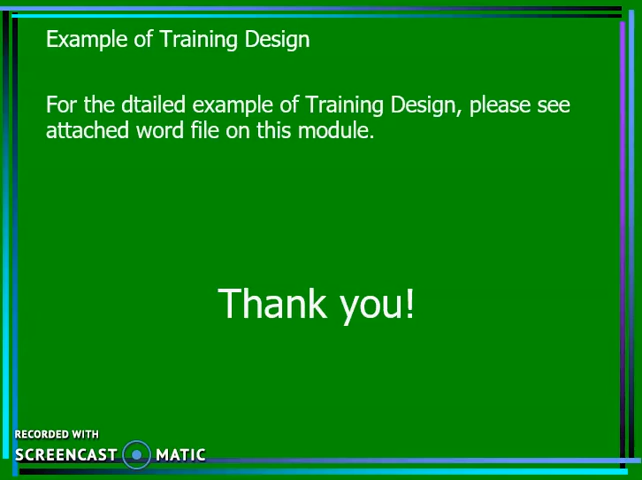 Example of Training Design
For the dtailed example of Training Design, please see
attached word file on this module.
Thank you!
RECORDED WITH
SCREENCAST MATIC